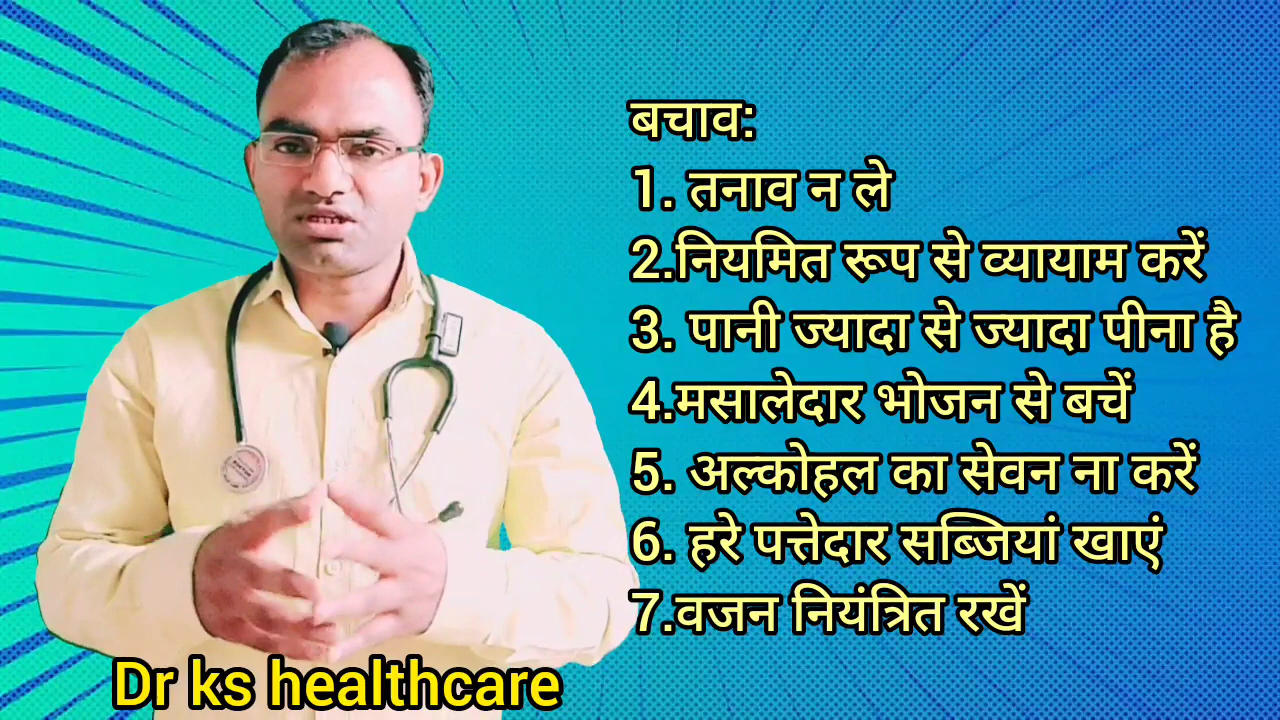 बचाव:
1. तनाव न ले
2.नियमित रूप से व्यायाम करें
3. पानी ज्यादा से ज्यादा पीना है
4.मसालेदार भोजन से बचें
5. अल्कोहल का सेवन ना करें
6. हरे पत्तेदार सब्जियां खाएं
7.वजन नियंत्रित रखें
Dr ks healthcare